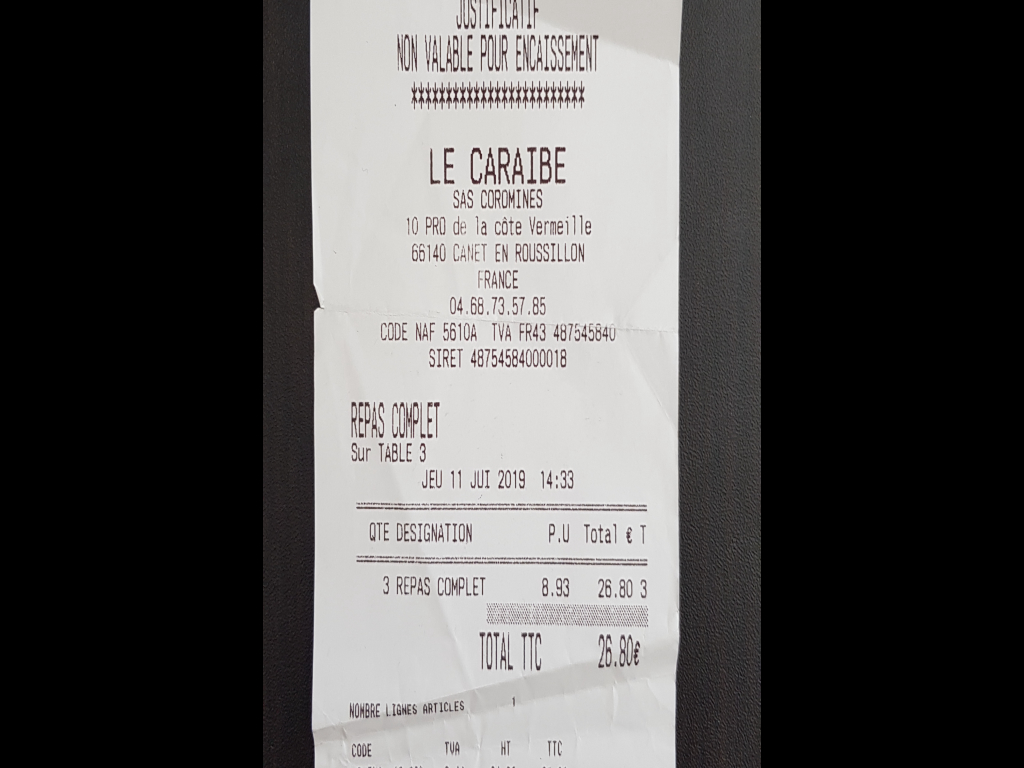 JUSTIFICATIF
NON VALABLE POUR ENCAISSEMENT
*************************
LE CARAIBE
SAS COROMINES
10 PRO de la côte Vermeille
66140 CANET EN ROUSSILLON
FRANCE
04.68.73.57.85
CODE NAF 5610A TVA FR43 487545840
SIRET 48754584000018
REPAS COMPLET
Sur TABLE 3
JEU 11 JUI 2019 14:33
QTE DESIGNATION P.U Total € T
3 REPAS COMPLET 8.93 26.80 3
TOTAL TTC 26.80€
NOMBRE LIGNES ARTICLES 1
CODE TVA HT TTC